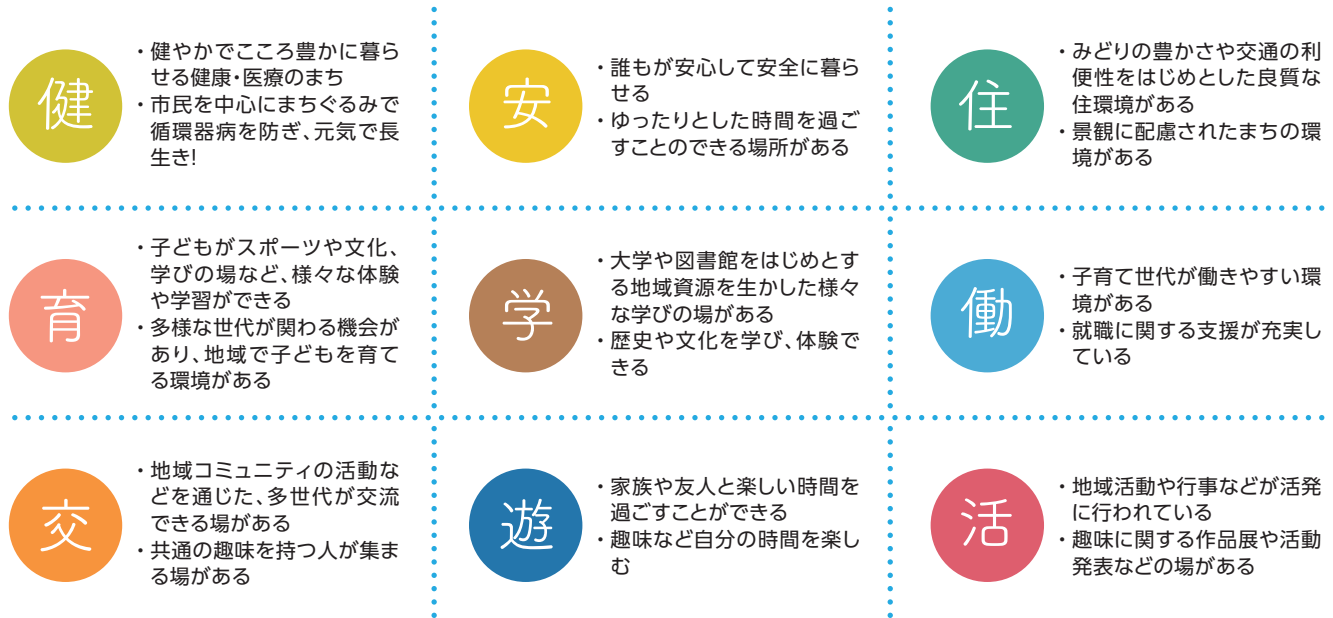 健
・健やかでこころ豊かに暮ら
せる健康・医療のまち
・市民を中心にまちぐるみで
循環器病を防ぎ、元気で長
生き!
安
・誰もが安心して安全に暮ら
せる
・ゆったりとした時間を過ご
すことのできる場所がある
住
・みどりの豊かさや交通の利
便性をはじめとした良質な
住環境がある
・景観に配慮されたまちの環
境がある
育
・子どもがスポーツや文化、
学びの場など、様々な体験
や学習ができる
・多様な世代が関わる機会が
あり、地域で子どもを育て
る環境がある
学
・大学や図書館をはじめとす
る地域資源を生かした様々
な学びの場がある
・歴史や文化を学び、体験で
きる
働
・子育て世代が働きやすい環
境がある
・就職に関する支援が充実し
ている
交
・地域コミュニティの活動な
どを通じた、多世代が交流
できる場がある
・共通の趣味を持つ人が集ま
る場がある
遊
・家族や友人と楽しい時間を
過ごすことができる
・趣味など自分の時間を楽し
む
活
・地域活動や行事などが活発
に行われている
・趣味に関する作品展や活動
発表などの場がある